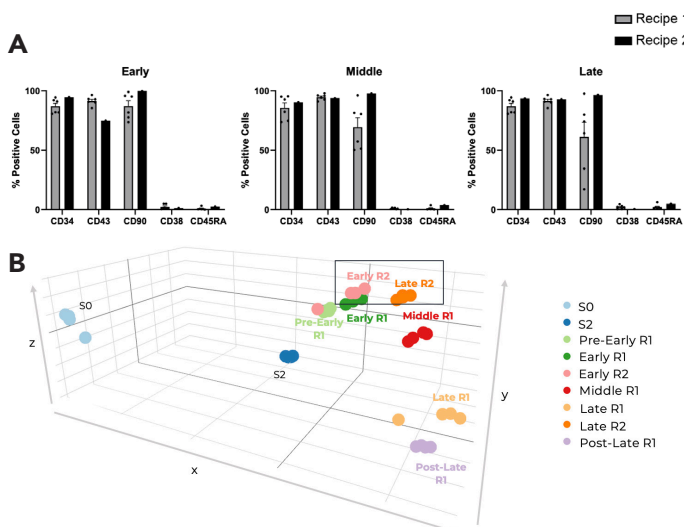 Recipe 1
Recipe 2
A
Early
Middle
Late
% Positive Cells
100
50
0
CD34
CD43
CD90
CD38
CD45RA
% Positive Cells
100
50
0
CD34
CD43
CD90
CD38
CD45RA
% Positive Cells
100
50
0
CD34
CD43
CD90
CD38
CD45RA
B
Early R2
Late R2
S0
Pre-Early
R1
Early R1
Middle R1
z
S2
y
Late R1
x
Post-Late
R1
S0
S2
Pre-Early R1
Early R1
Early R2
Middle R1
Late R1
Late R2
Post-Late R1